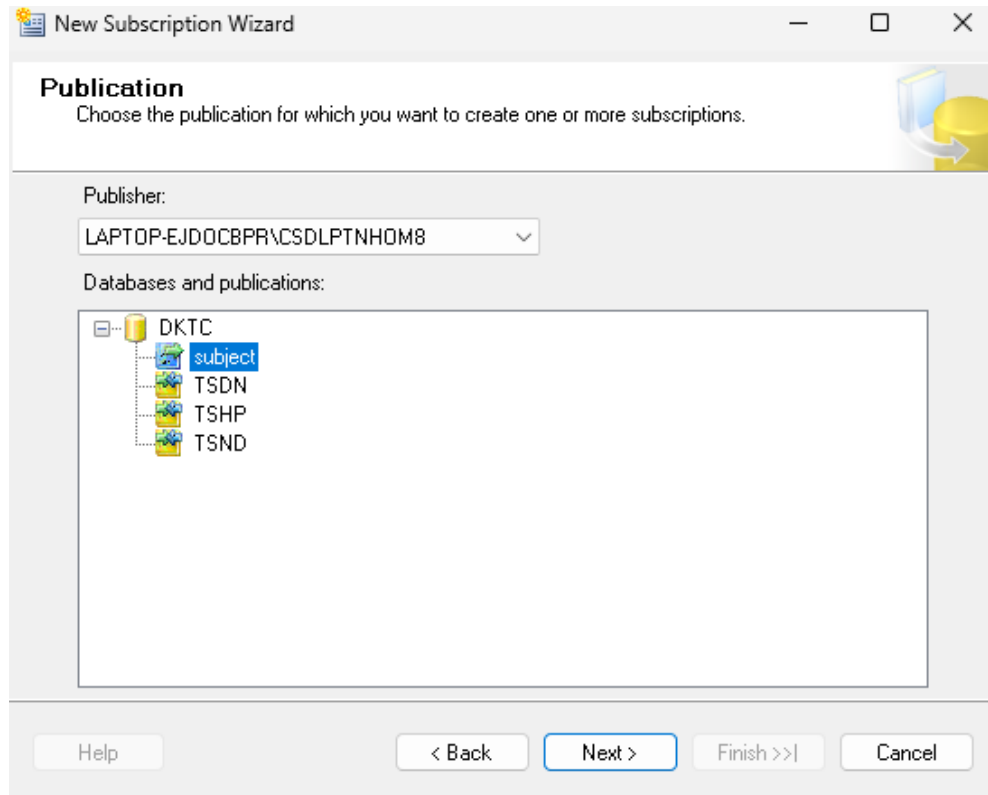 New Subscription Wizard
Publication
Choose the publication for which you want to create one or more subscriptions.
Publisher:
LAPTOP-EJDOCBPR\CSDLPTNHOM8
Databases and publications:
DKTC
subject
TSDN
TSHP
TSND
Help
< Back
Next >
Finish >>|
Cancel